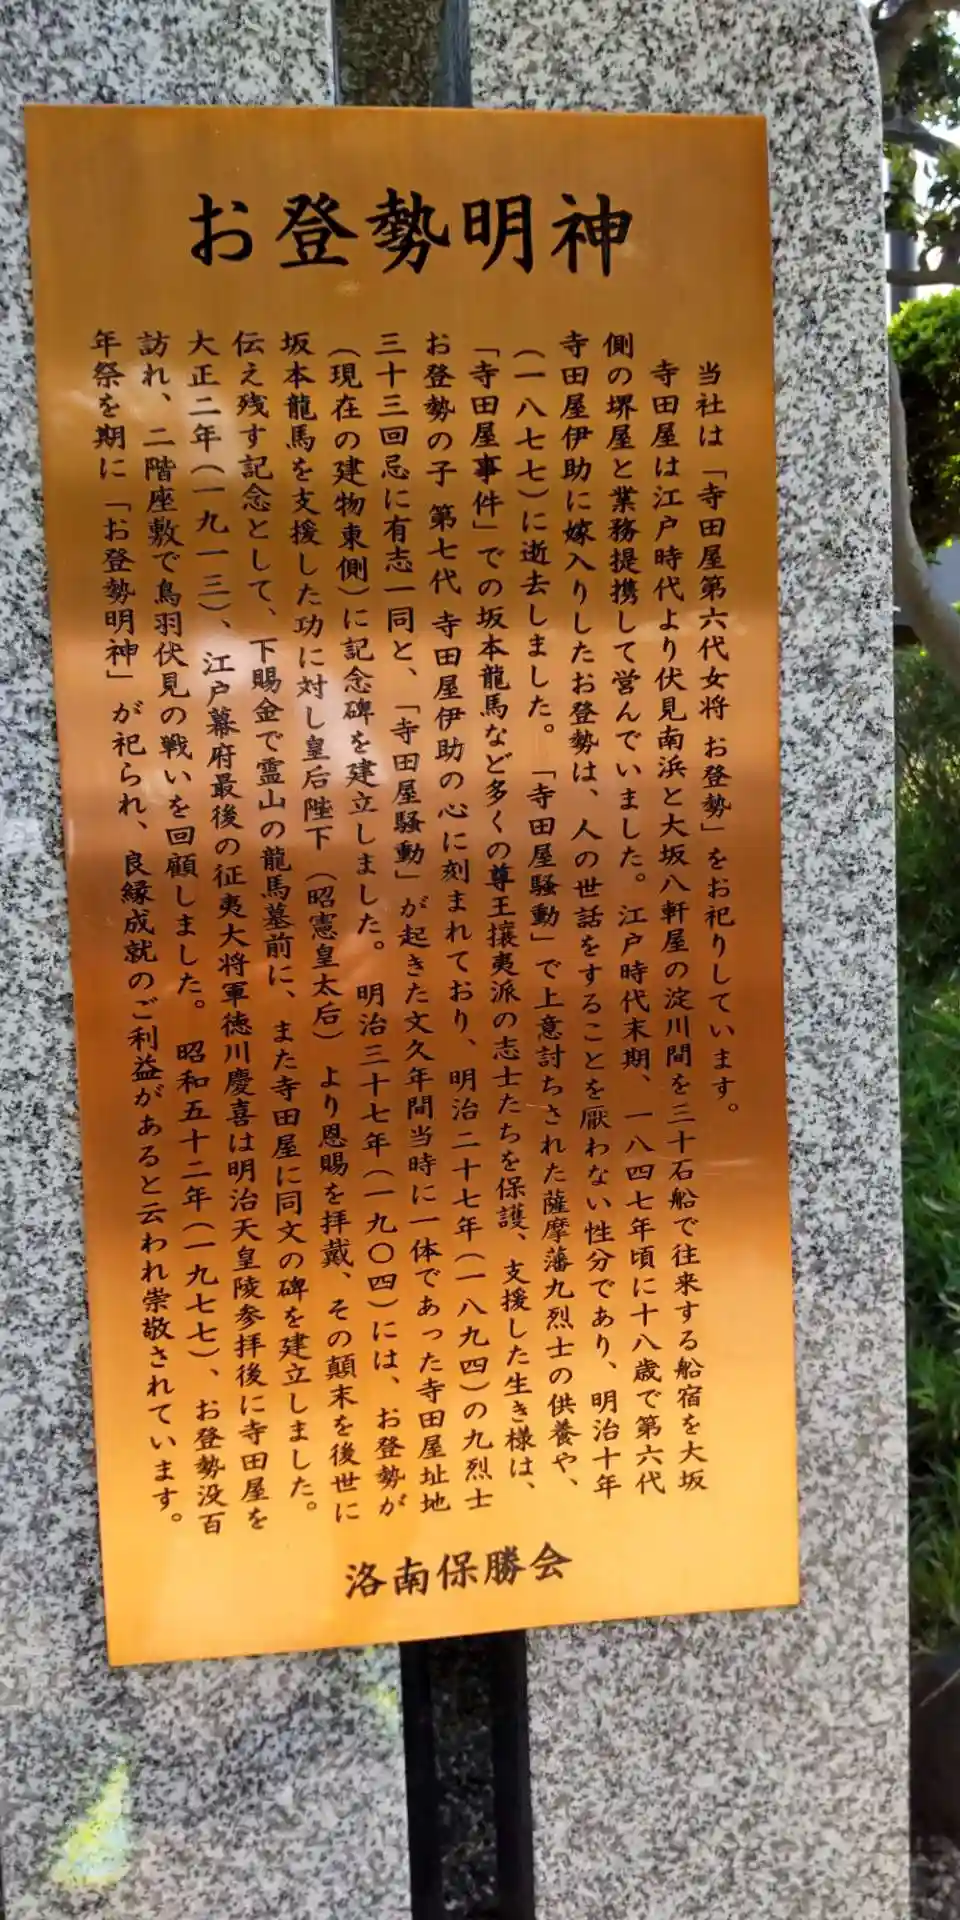 お登勢明神
当社は「寺田屋第六代女将 お登勢」をお祀りしています。
寺田屋は江戸時代より伏見南浜と大坂八軒屋の淀川間を三十石船で往来する船宿を大坂
側の堺屋と業務提携して営んでいました。江戸時代末期、一八四七年頃に十八歳で第六代
寺田屋伊助に嫁入りしたお登勢は、人の世話をすることを厭わない性分であり、明治十年
(一八七七)に逝去しました。「寺田屋騒動」で上意討ちされた薩摩藩九烈士の供養や、
「寺田屋事件」での坂本龍馬など多くの尊王攘夷派の志士たちを保護、支援した生き様は、
お登勢の子 第七代 寺田屋伊助の心に刻まれており、明治二十七年(一八九四)の九烈士
三十三回忌に有志一同と、「寺田屋騒動」が起きた文久年間当時に一体であった寺田屋址地
(現在の建物東側)に記念碑を建立しました。 明治三十七年(一九〇四)には、お登勢が
坂本龍馬を支援した功に対し皇后陛下(昭憲皇太后)より恩賜を拝戴、その顛末を後世に
伝え残す記念として、下賜金で霊山の龍馬墓前に、また寺田屋に同文の碑を建立しました。
大正二年(一九一三)、江戸幕府最後の征夷大将軍徳川慶喜は明治天皇陵参拝後に寺田屋を
訪れ、二階座敷で鳥羽伏見の戦いを回顧しました。 昭和五十二年(一九七七)、お登勢没百
年祭を期に「お登勢明神」が祀られ、良縁成就のご利益があると云われ崇敬されています。
洛南保勝会